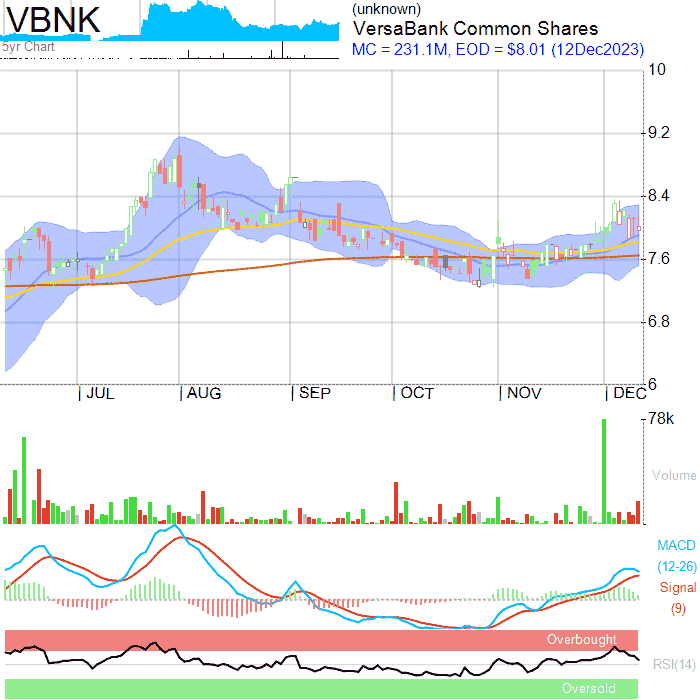 VBNK
5yr Chart
(unknown)
VersaBank Common Shares
MC = 231.1M, EOD = $8.01 (12Dec2023)
10
9.2
8.4
7.6
6.8
6
JUL AUG SEP OCT NOV DEC
78k
Volume
MACD
(12-26)
Signal
(9)
Overbought
RSI(14)
Oversold